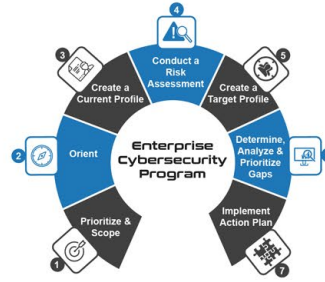 4
Conduct a
Risk
Assessment
3
Create a
Current Profile
5
Create a
Target Profile
2
Orient
Enterprise
Cybersecurity
Program
Determine,
Analyze &
Prioritize
Gaps
1
Prioritize &
Scope
Implement
Action Plan
7